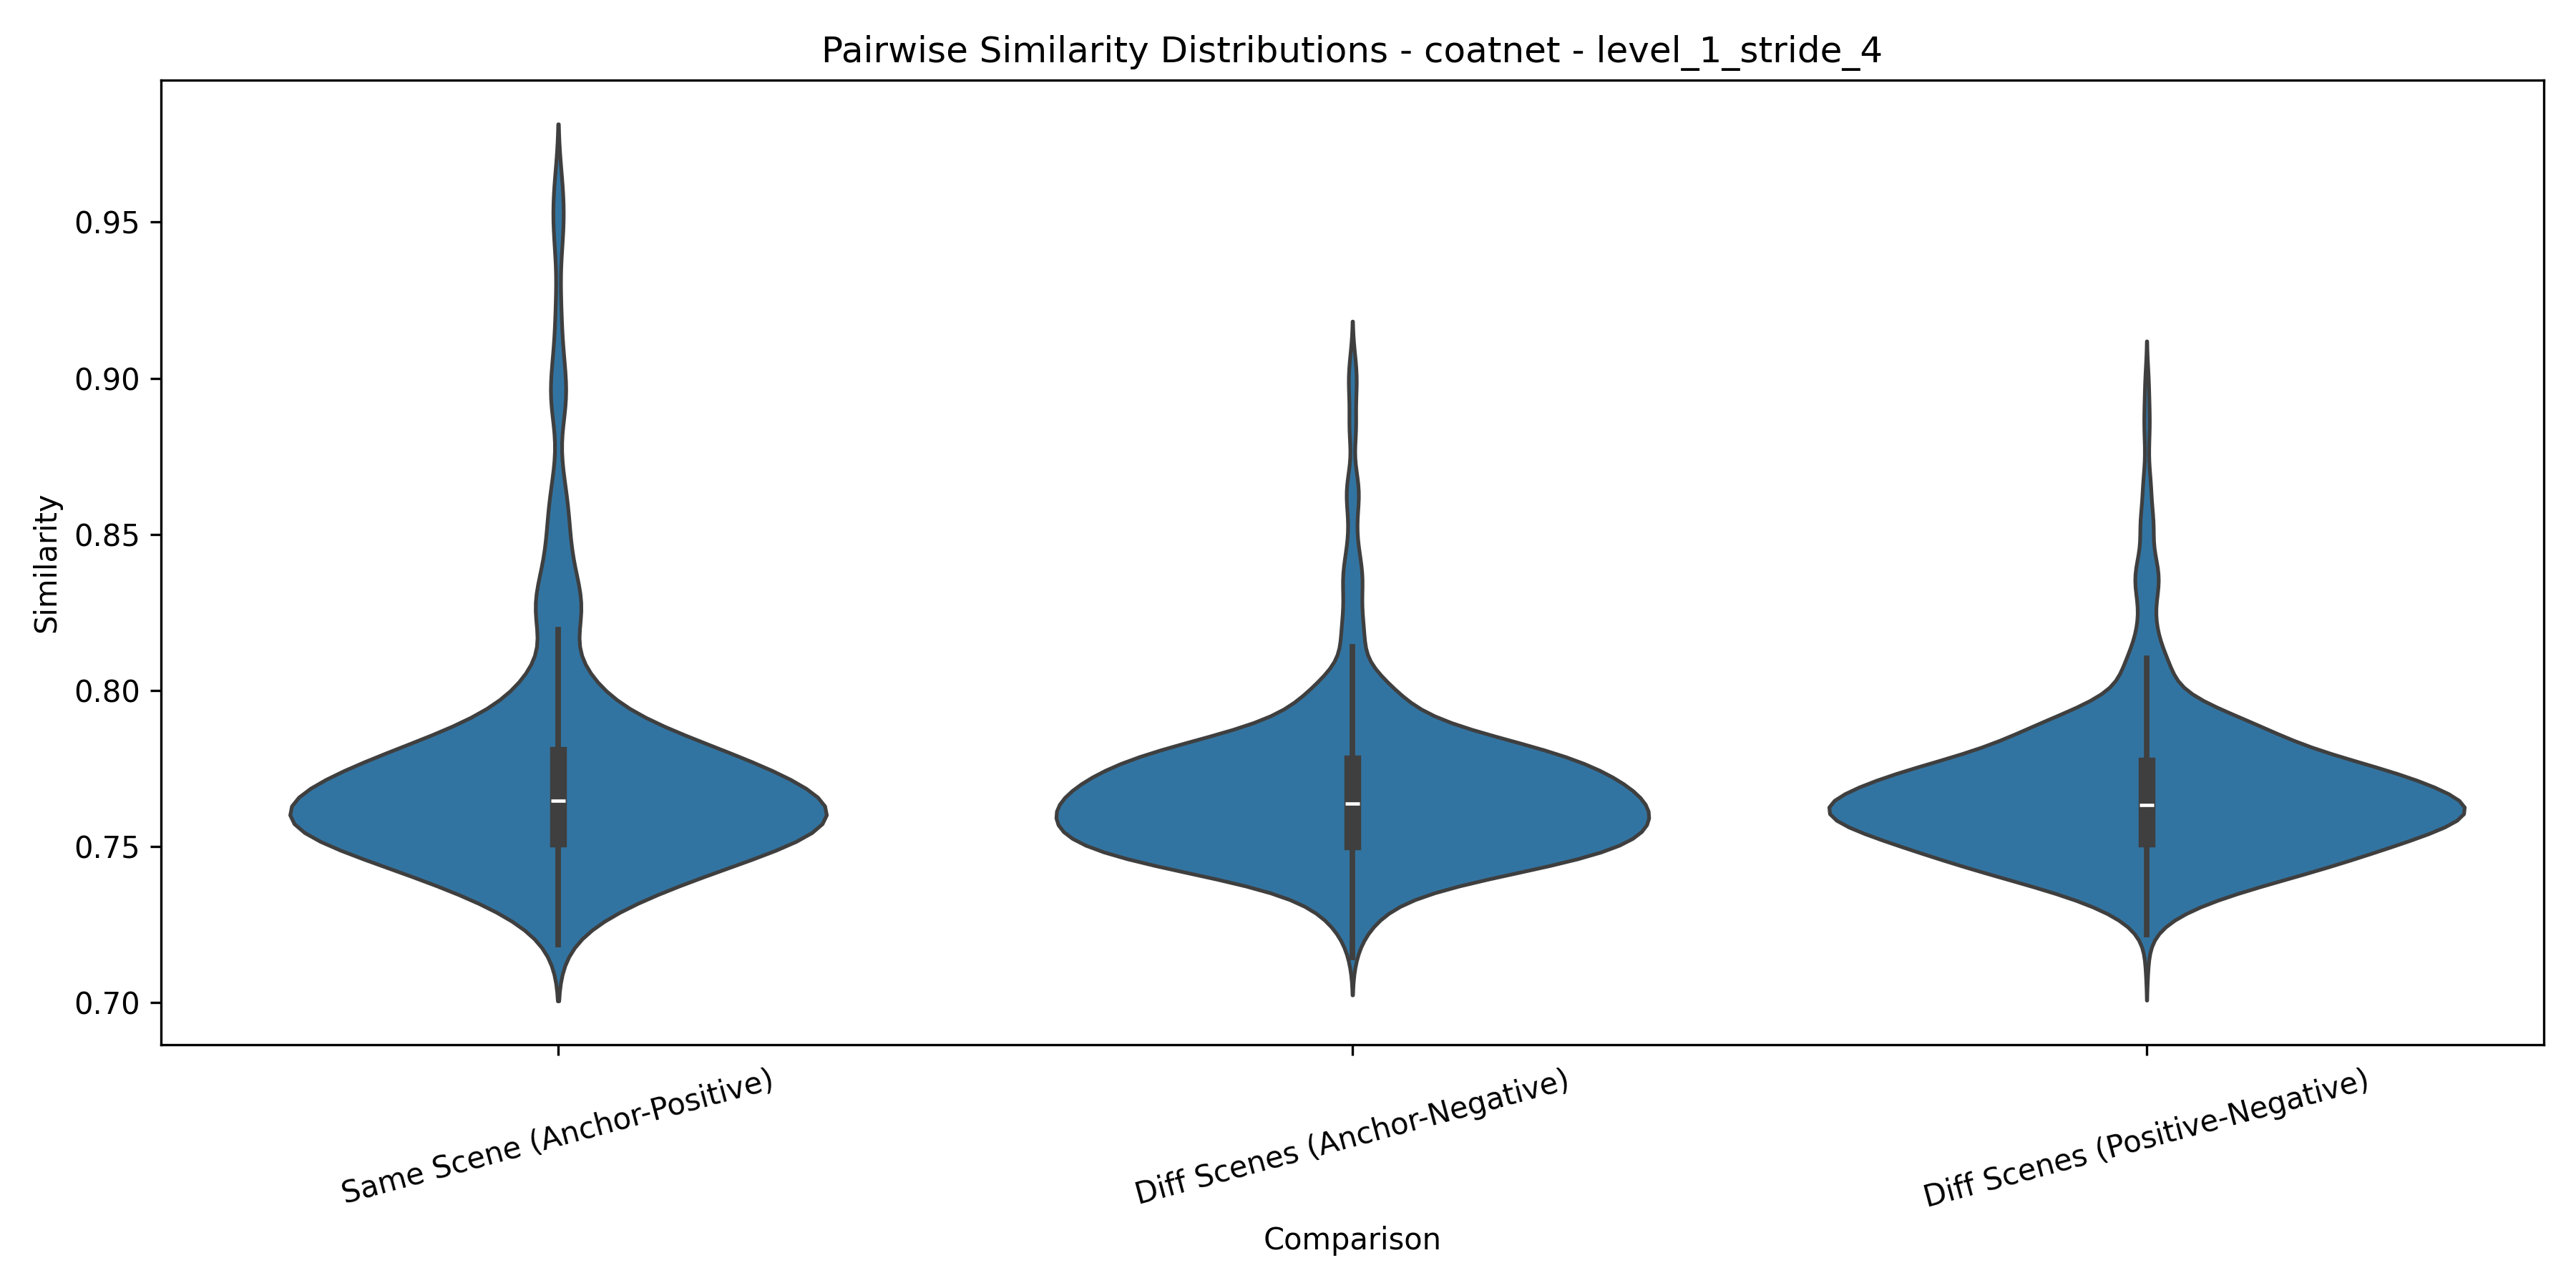 Pairwise Similarity Distributions - coatnet - level_1_stride_4
Similarity
0.95
0.90
0.85
0.80
0.75
0.70
Same Scene (Anchor-Positive)
Diff Scenes (Anchor-Negative)
Diff Scenes (Positive-Negative)
Comparison